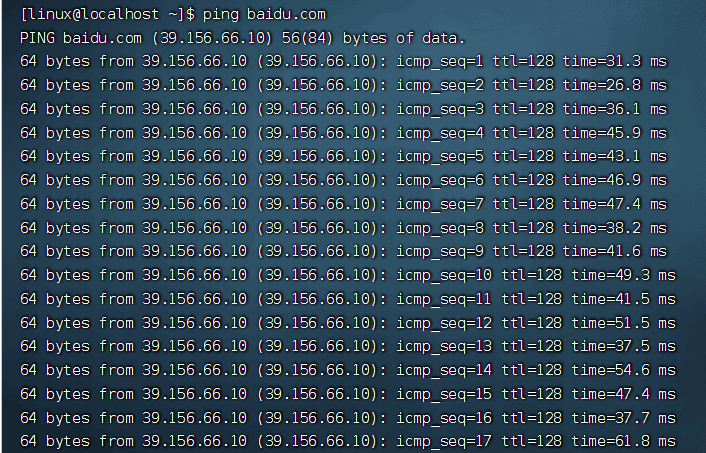 [linux@localhost ~]$ ping baidu.com
PING baidu.com (39.156.66.10) 56(84) bytes of data.
64 bytes from 39.156.66.10 (39.156.66.10): icmp_seq=1 ttl=128 time=31.3 ms
64 bytes from 39.156.66.10 (39.156.66.10): icmp_seq=2 ttl=128 time=26.8 ms
64 bytes from 39.156.66.10 (39.156.66.10): icmp_seq=3 ttl=128 time=36.1 ms
64 bytes from 39.156.66.10 (39.156.66.10): icmp_seq=4 ttl=128 time=45.9 ms
64 bytes from 39.156.66.10 (39.156.66.10): icmp_seq=5 ttl=128 time=43.1 ms
64 bytes from 39.156.66.10 (39.156.66.10): icmp_seq=6 ttl=128 time=46.9 ms
64 bytes from 39.156.66.10 (39.156.66.10): icmp_seq=7 ttl=128 time=47.4 ms
64 bytes from 39.156.66.10 (39.156.66.10): icmp_seq=8 ttl=128 time=38.2 ms
64 bytes from 39.156.66.10 (39.156.66.10): icmp_seq=9 ttl=128 time=41.6 ms
64 bytes from 39.156.66.10 (39.156.66.10): icmp_seq=10 ttl=128 time=49.3 ms
64 bytes from 39.156.66.10 (39.156.66.10): icmp_seq=11 ttl=128 time=41.5 ms
64 bytes from 39.156.66.10 (39.156.66.10): icmp_seq=12 ttl=128 time=51.5 ms
64 bytes from 39.156.66.10 (39.156.66.10): icmp_seq=13 ttl=128 time=37.5 ms
64 bytes from 39.156.66.10 (39.156.66.10): icmp_seq=14 ttl=128 time=54.6 ms
64 bytes from 39.156.66.10 (39.156.66.10): icmp_seq=15 ttl=128 time=47.4 ms
64 bytes from 39.156.66.10 (39.156.66.10): icmp_seq=16 ttl=128 time=37.7 ms
64 bytes from 39.156.66.10 (39.156.66.10): icmp_seq=17 ttl=128 time=61.8 ms